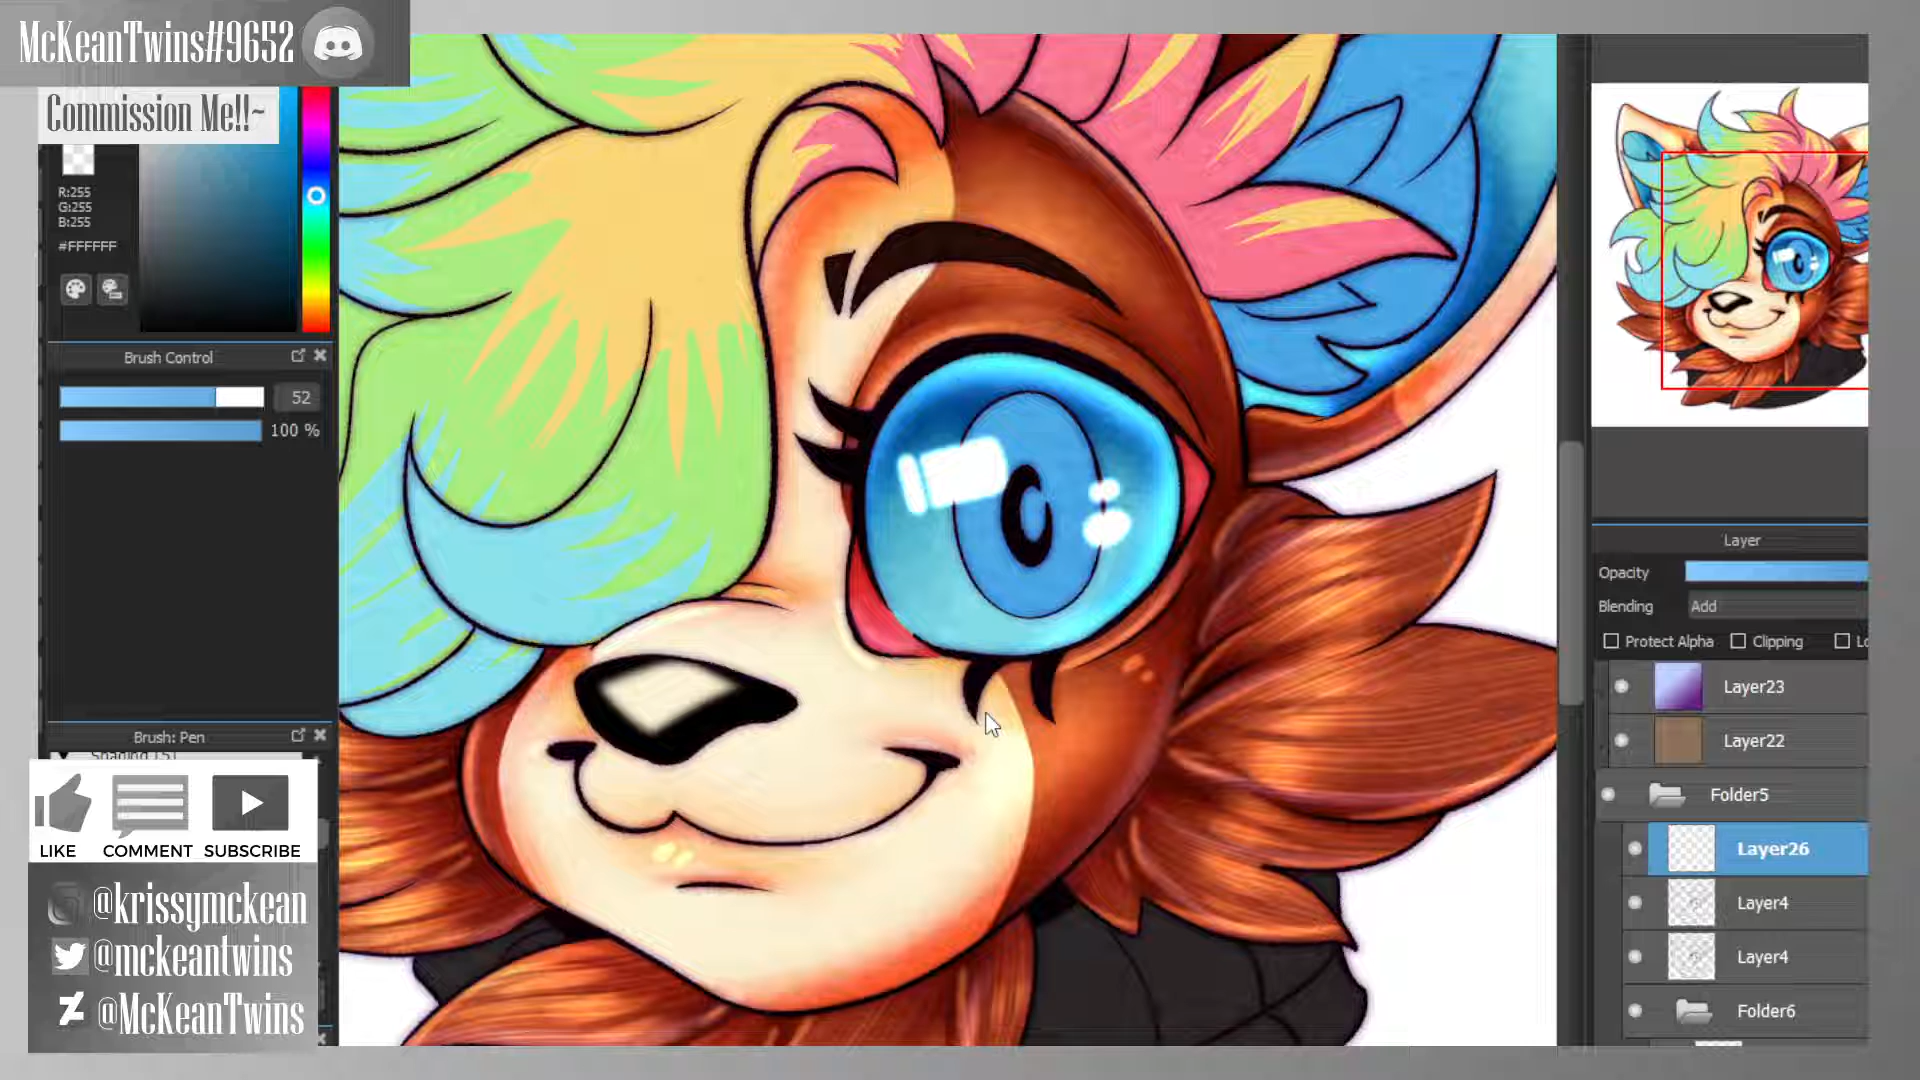 McKeanTwins#9652
Commission Me!!~
R:255
G:255
B:255
#FFFFFF
Brush Control
52
100 %
Brush: Pen
LIKE COMMENT SUBSCRIBE
@krissymckean
@mckeantwins
@McKeanTwins
Layer
Opacity
Blending Add
Protect Alpha Clipping Lo
Layer23
Layer22
Folder5
Layer26
Layer4
Layer4
Folder6